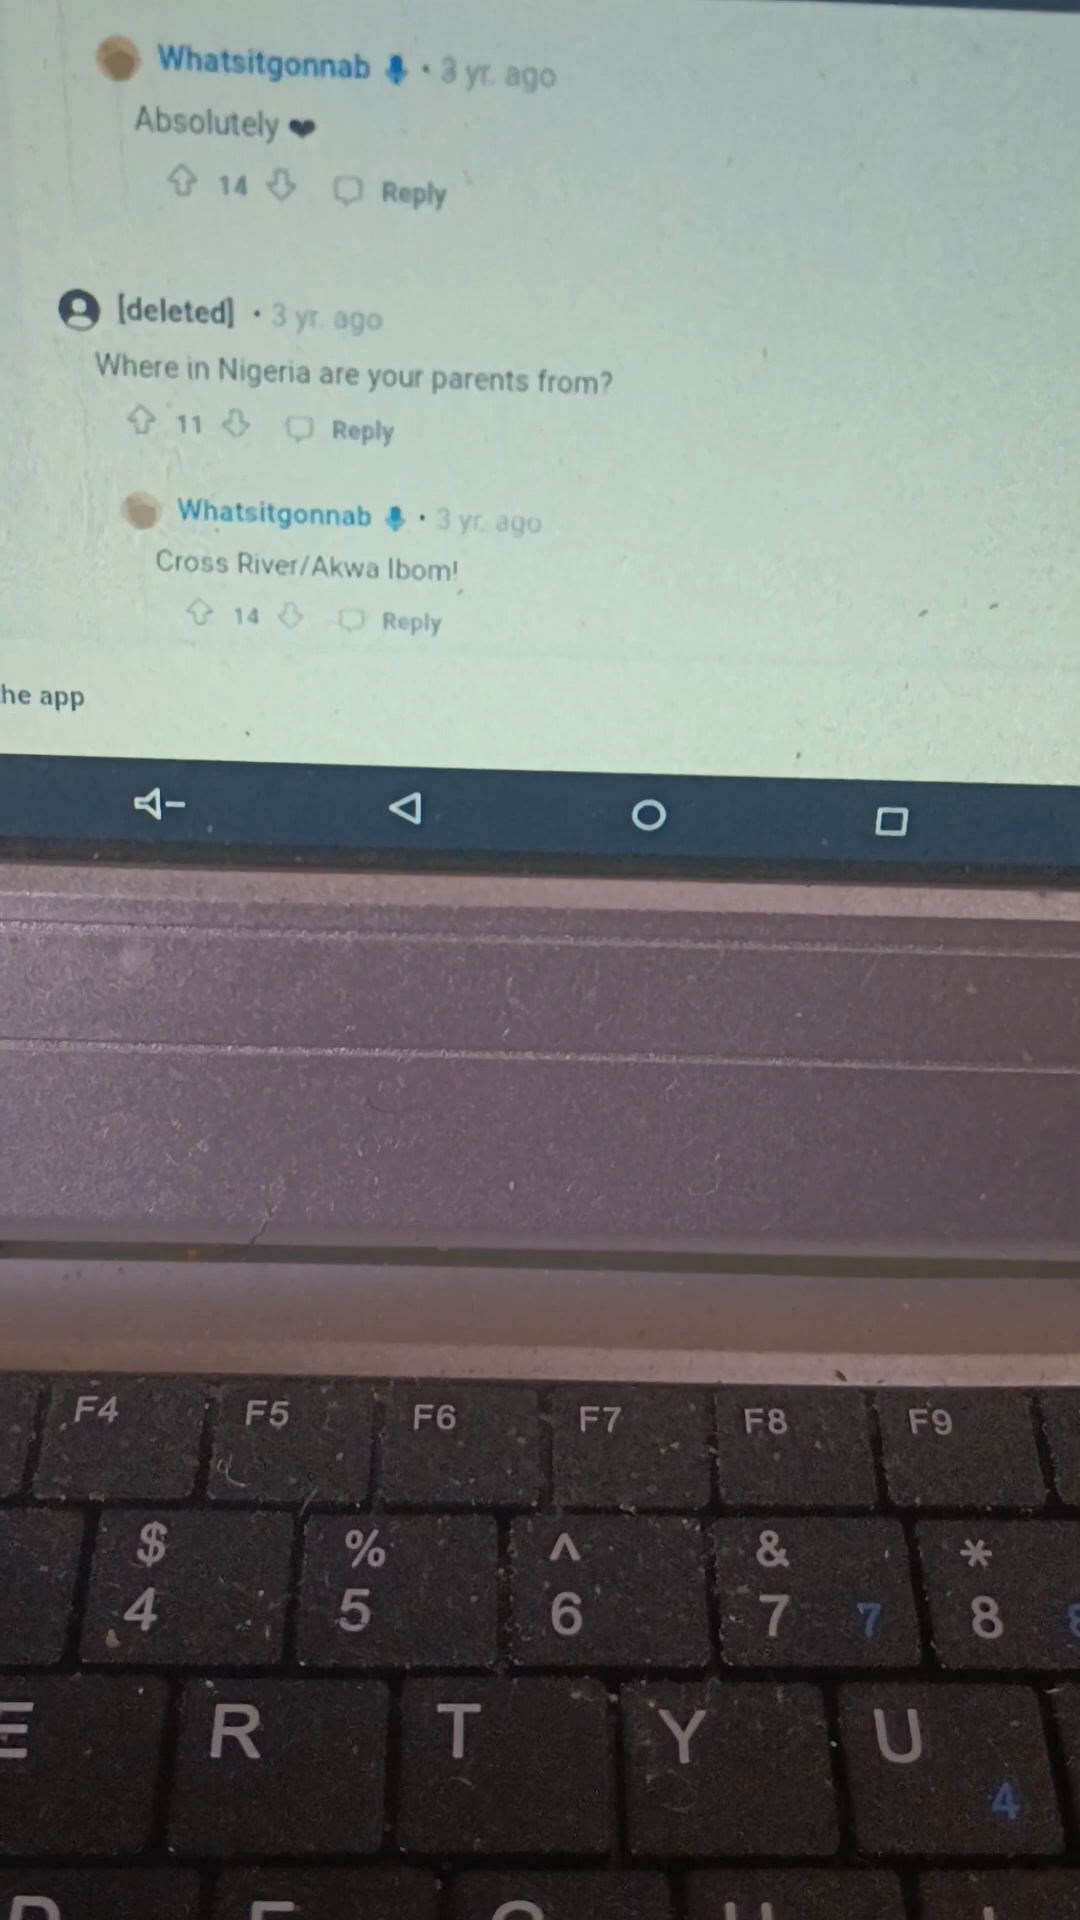 Whatsitgonnab • 3 yr. ago
Absolutely ❤
14 Reply
[deleted] • 3 yr. ago
Where in Nigeria are your parents from?
11 Reply
Whatsitgonnab • 3 yr. ago
Cross River/Akwa Ibom!
14 Reply
he app
F4 F5 F6 F7 F8 F9
$ % ^ & *
4 5 6 7 7 8
E R T Y U
4